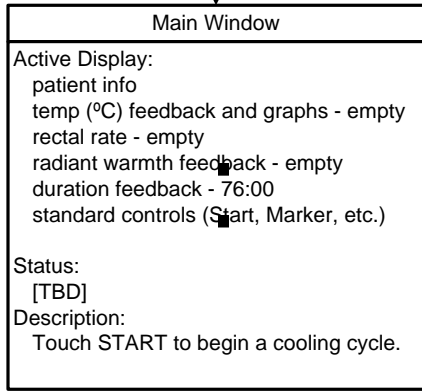 Main Window
Active Display:
patient info
temp (ºC) feedback and graphs - empty
rectal rate - empty
radiant warmth feedback - empty
duration feedback - 76:00
standard controls (Start, Marker, etc.)
Status:
[TBD]
Description:
Touch START to begin a cooling cycle.